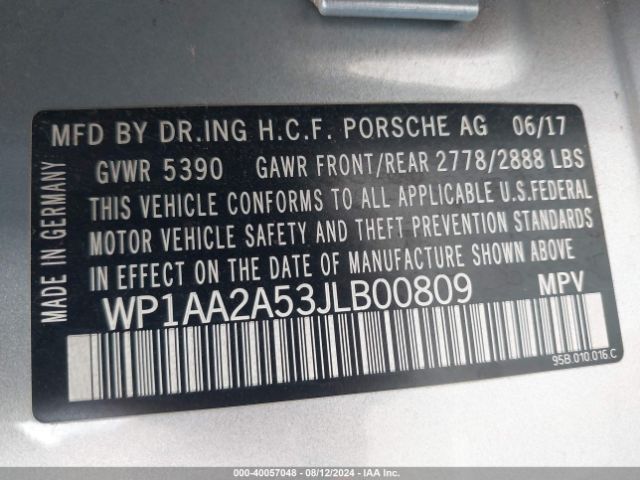 MFD BY DR.ING H.C.F. PORSCHE AG 06/17
GVWR 5390 GAWR FRONT/REAR 2778/2888 LBS
THIS VEHICLE CONFORMS TO ALL APPLICABLE U.S.FEDERAL
MOTOR VEHICLE SAFETY AND THEFT PREVENTION STANDARDS
IN EFFECT ON THE DATE OF MANUFACTURE SHOWN ABOVE
WP1AA2A53JLB00809 MPV
95B.010.016.C
MADE IN GERMANY
000-40057048 - 08/12/2024 - IAA Inc.